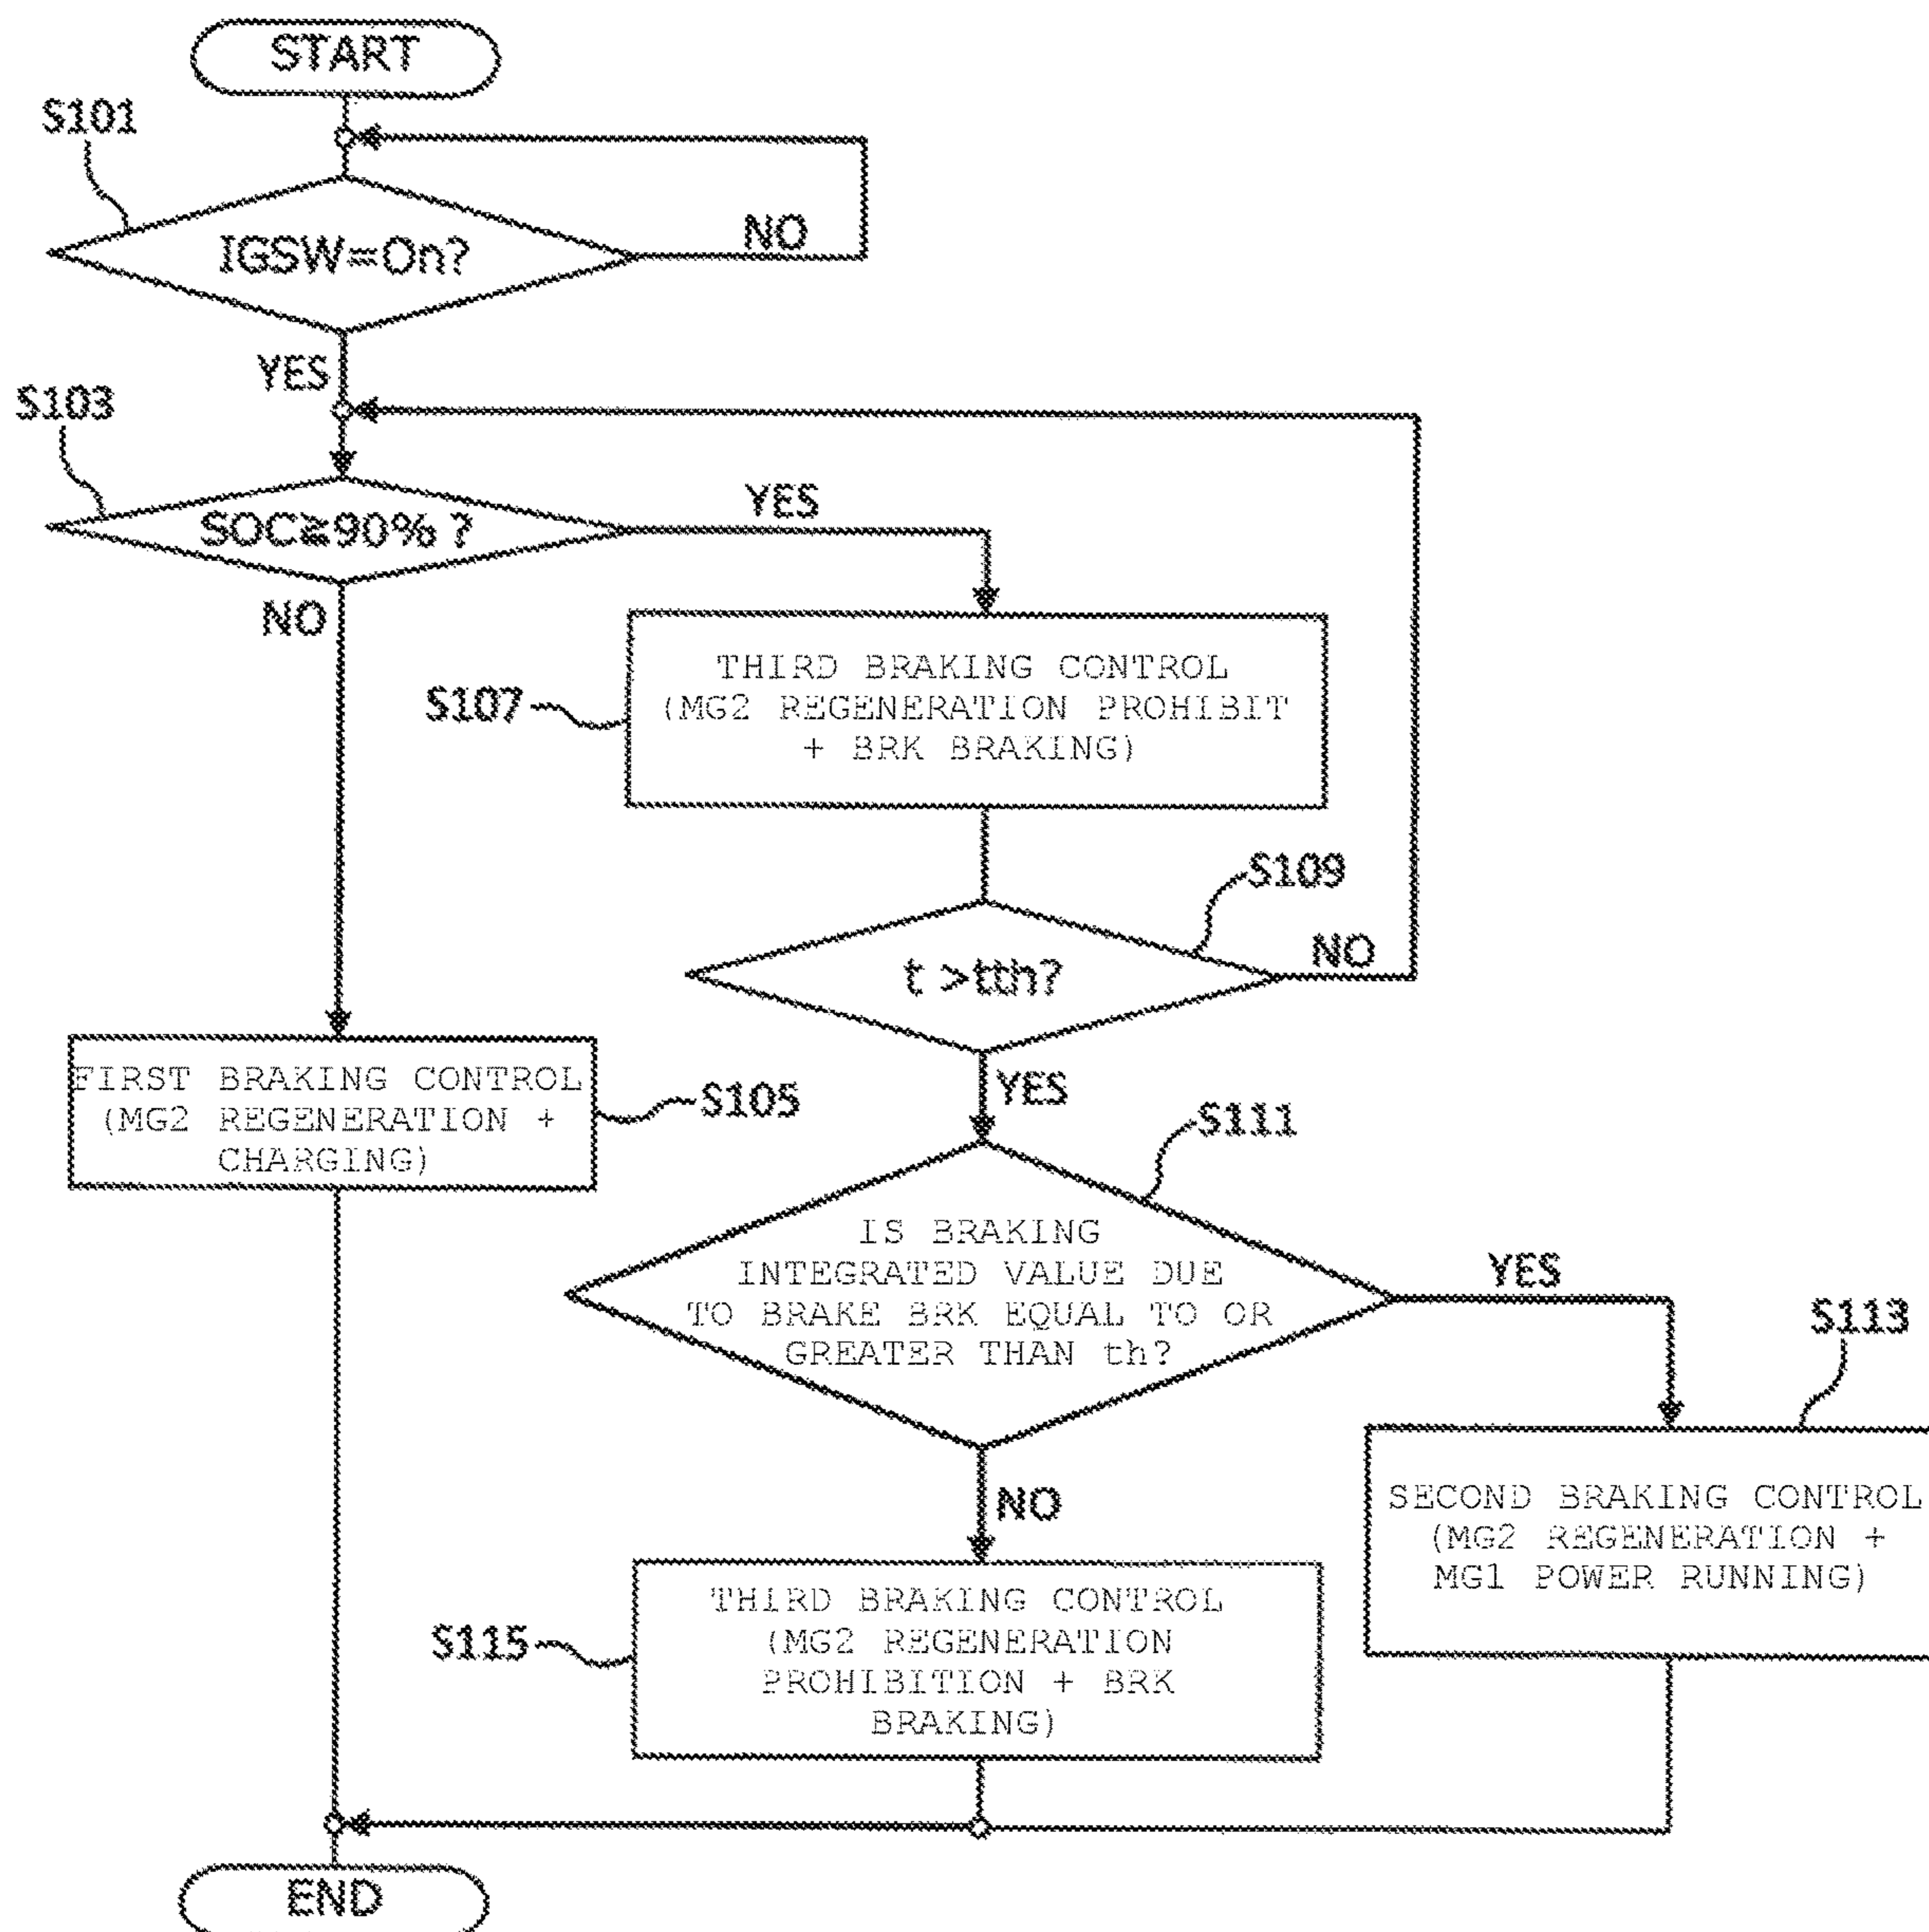 START
S101
IGSW=On?
NO
YES
S103
SOC≧90% ?
YES
NO
THIRD BRAKING CONTROL
(MG2 REGENERATION PROHIBIT
+ BRK BRAKING)
S107
S109
t >tth?
NO
YES
FIRST BRAKING CONTROL
(MG2 REGENERATION +
CHARGING)
S105
S111
IS BRAKING
INTEGRATED VALUE DUE
TO BRAKE BRK EQUAL TO OR
GREATER THAN th?
YES
S113
NO
SECOND BRAKING CONTROL
(MG2 REGENERATION +
MG1 POWER RUNNING)
THIRD BRAKING CONTROL
(MG2 REGENERATION
PROHIBITION + BRK
BRAKING)
S115
END